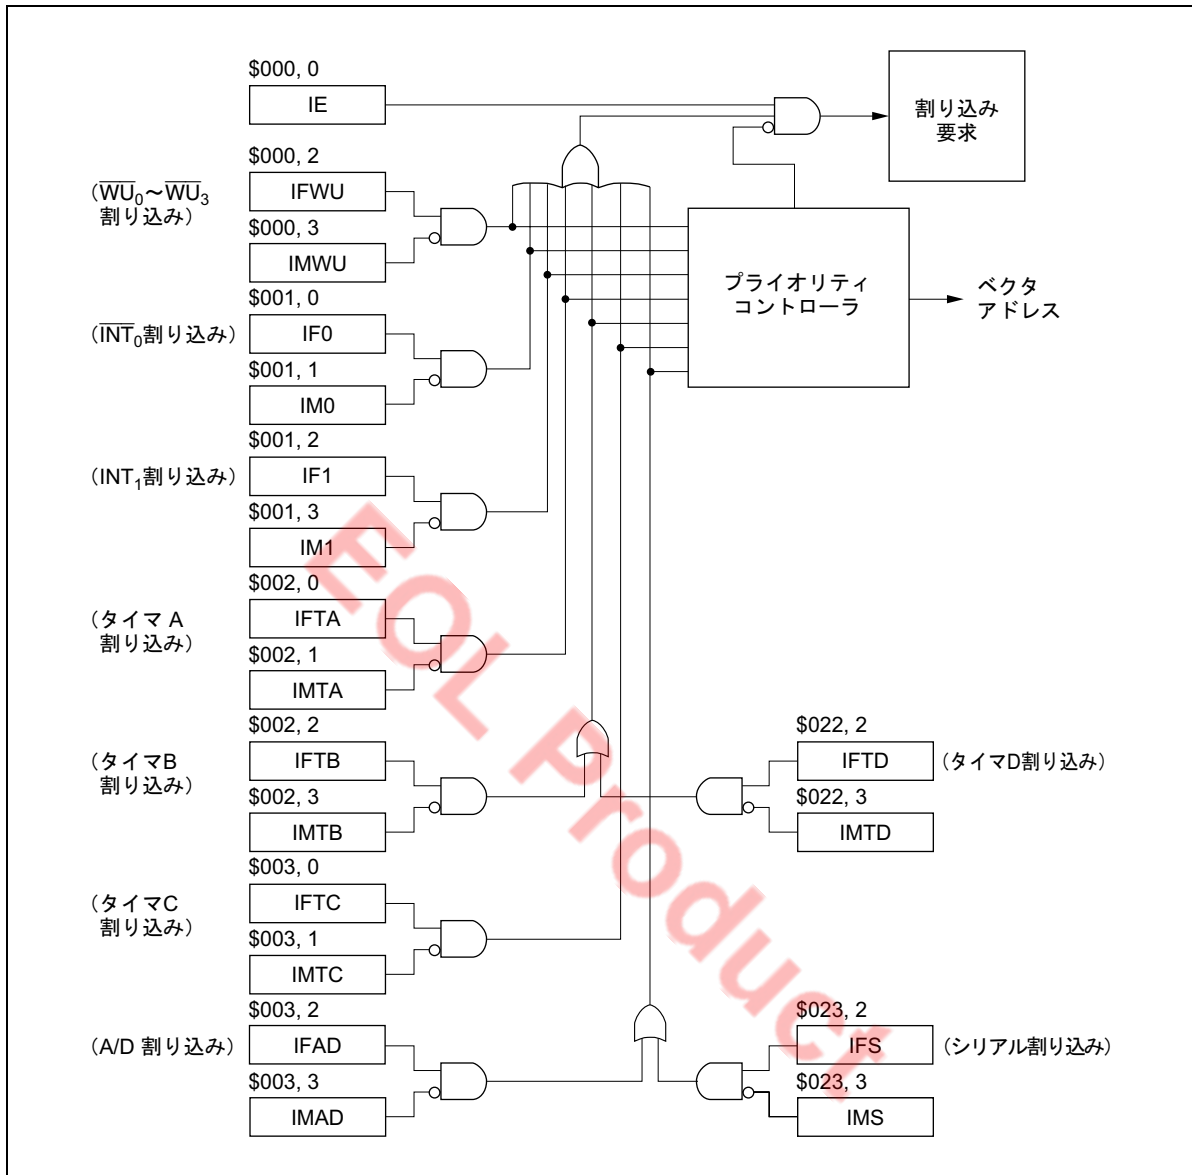 $000, 0
IE
割り込み
要求
$000, 2
(W̅U̅₀～W̅U̅₃
割り込み)
IFWU
$000, 3
IMWU
プライオリティ
コントローラ
ベクタ
アドレス
$001, 0
(I̅N̅T̅₀割り込み)
IF0
$001, 1
IM0
$001, 2
(INT₁割り込み)
IF1
$001, 3
IM1
$002, 0
(タイマ A
割り込み)
IFTA
$002, 1
IMTA
$002, 2
(タイマB
割り込み)
IFTB
$002, 3
IMTB
$022, 2
IFTD
(タイマD割り込み)
$022, 3
IMTD
$003, 0
(タイマC
割り込み)
IFTC
$003, 1
IMTC
$003, 2
(A/D 割り込み)
IFAD
$003, 3
IMAD
$023, 2
IFS
(シリアル割り込み)
$023, 3
IMS
EOL Product